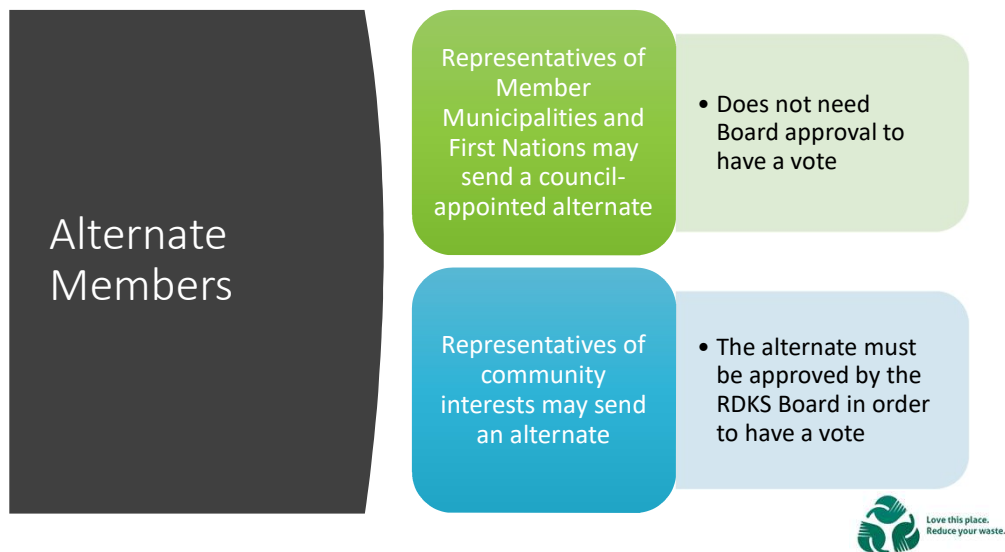 Alternate
Members
Representatives of
Member
Municipalities and
First Nations may
send a council-
appointed alternate
• Does not need
Board approval to
have a vote
Representatives of
community
interests may send
an alternate
• The alternate must
be approved by the
RDKS Board in order
to have a vote
Love this place.
Reduce your waste.